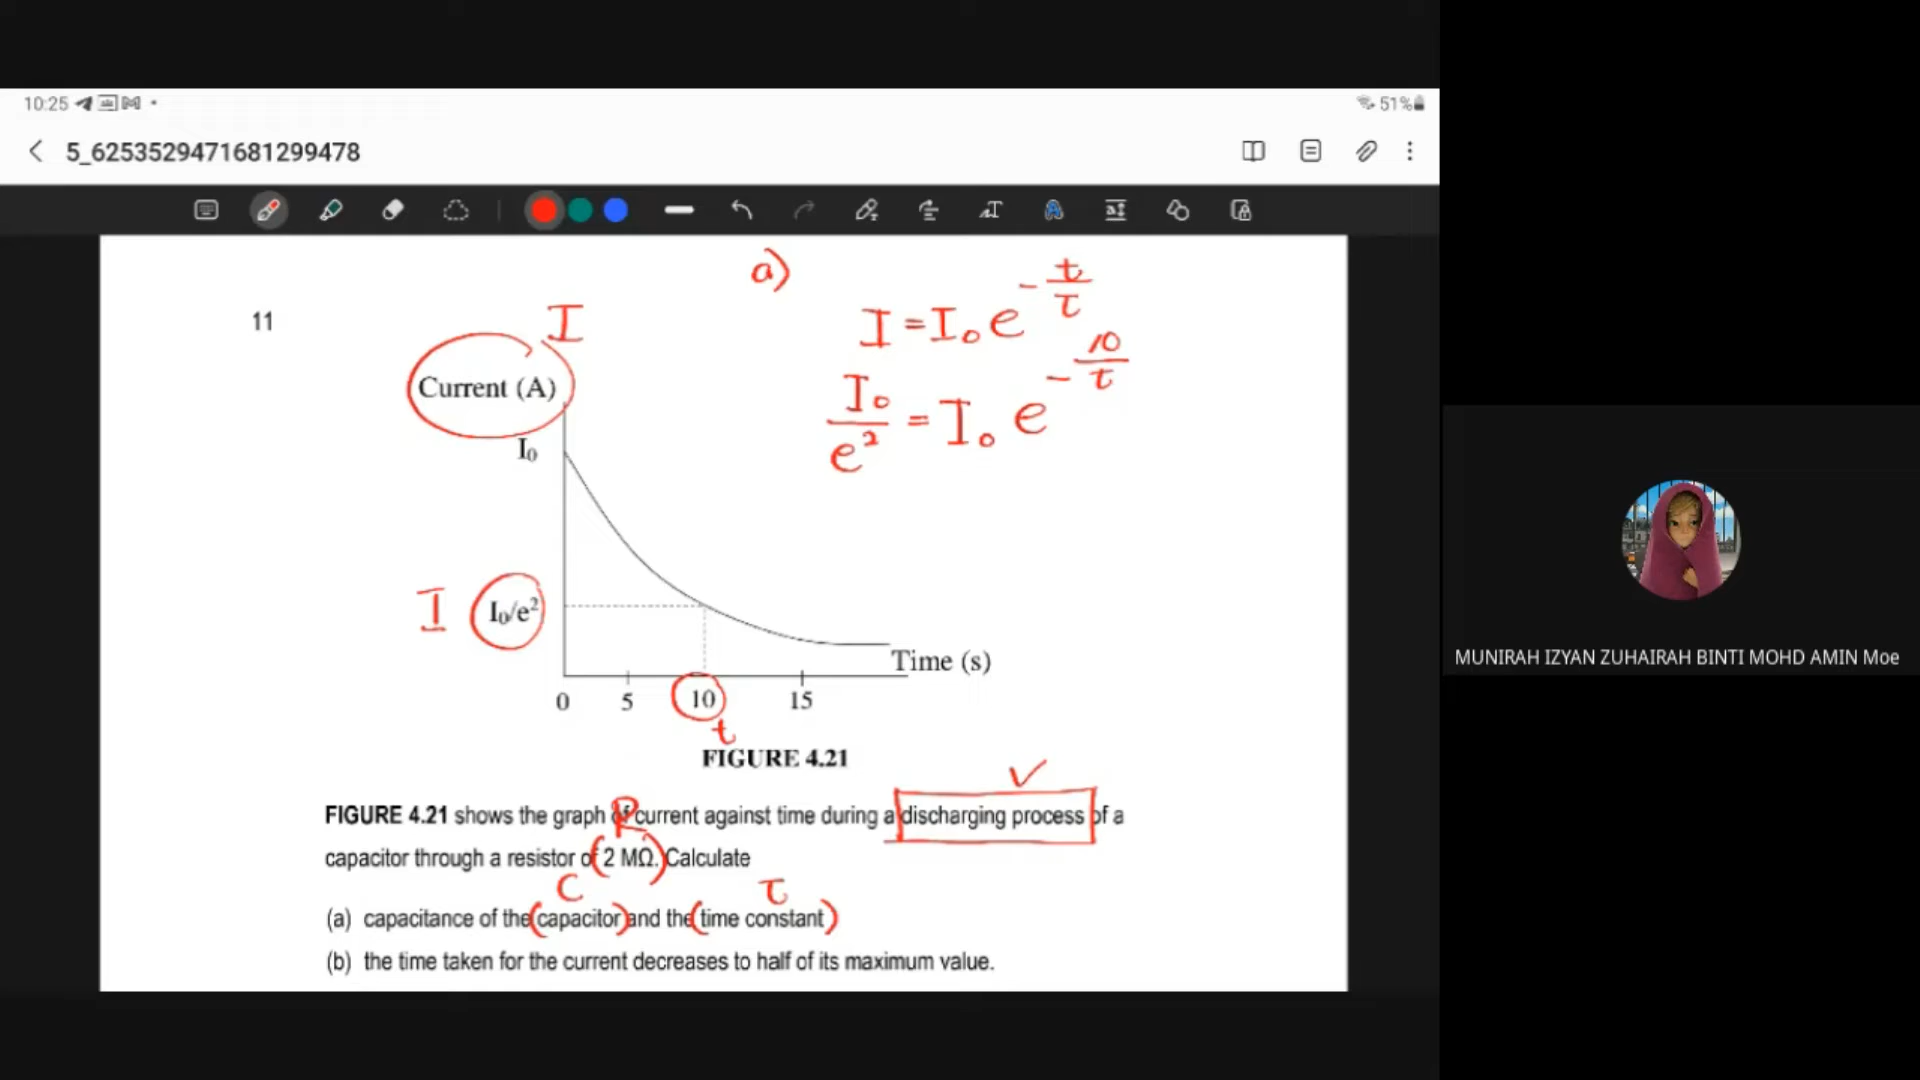 10:25
51%
5_6253529471681299478
a)
I = I₀ e^(-t/τ)
I₀/e² = I₀ e^(-10/τ)
11
I
Current (A)
I₀
I I₀/e²
Time (s)
0 5 10 15
t
FIGURE 4.21
FIGURE 4.21 shows the graph of current against time during a discharging process of a
R
capacitor through a resistor of (2 MΩ). Calculate
C τ
(a) capacitance of the (capacitor) and the (time constant)
(b) the time taken for the current decreases to half of its maximum value.
MUNIRAH IZYAN ZUHAIRAH BINTI MOHD AMIN Moe